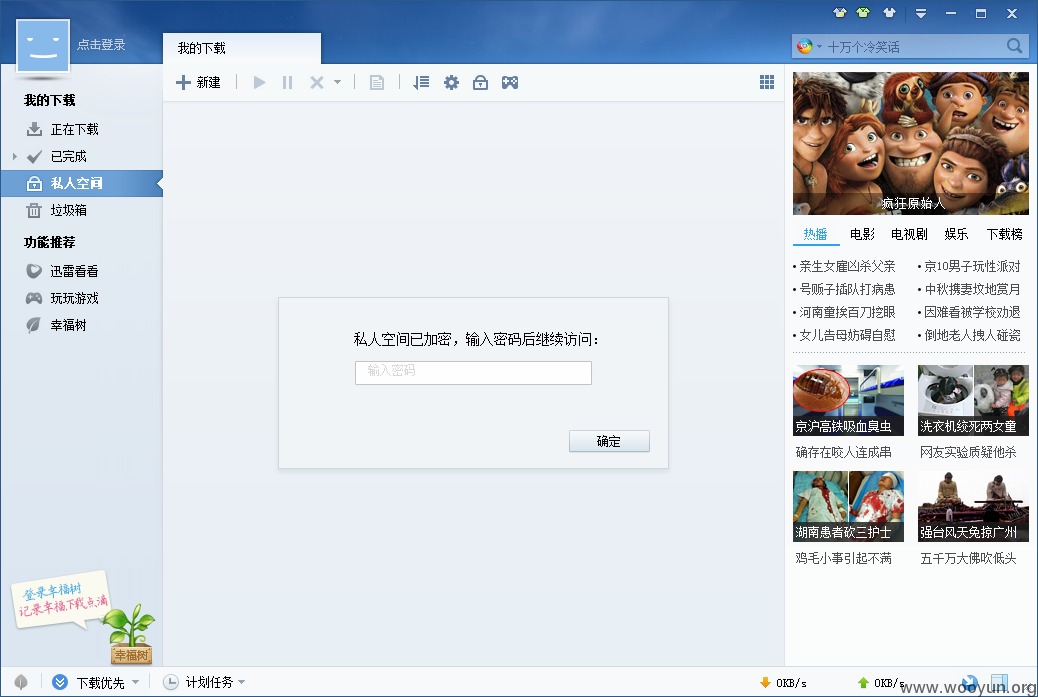 点击登录
我的下载
十万个冷笑话
新建
我的下载
正在下载
已完成
私人空间
垃圾箱
功能推荐
迅雷看看
玩玩游戏
幸福树
私人空间已加密，输入密码后继续访问：
输入密码
确定
疯狂原始人
热播 电影 电视剧 娱乐 下载榜
•亲生女雇凶杀父亲 •京10男子玩性派对
•号贩子插队打病患 •中秋携妻坟地赏月
•河南童挨百刀挖眼 •因难看被学校劝退
•女儿告母妨碍自慰 •倒地老人拽人碰瓷
京沪高铁吸血臭虫 洗衣机绞死两女童
确存在咬人连成串 网友实验质疑他杀
湖南患者砍三护士 强台风天兔掠广州
鸡毛小事引起不满 五千万大佛吹低头
登录幸福树
记录幸福下载点滴
幸福树
下载优先 计划任务 0KB/s 0KB/s
www.wooyun.org